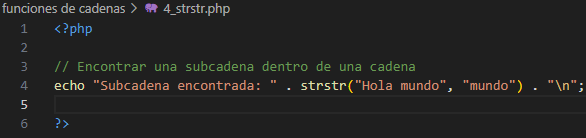 funciones de cadenas > 4_strstr.php
1 <?php
2
3 // Encontrar una subcadena dentro de una cadena
4 echo "Subcadena encontrada: " . strstr("Hola mundo", "mundo") . "\n";
5
6 ?>